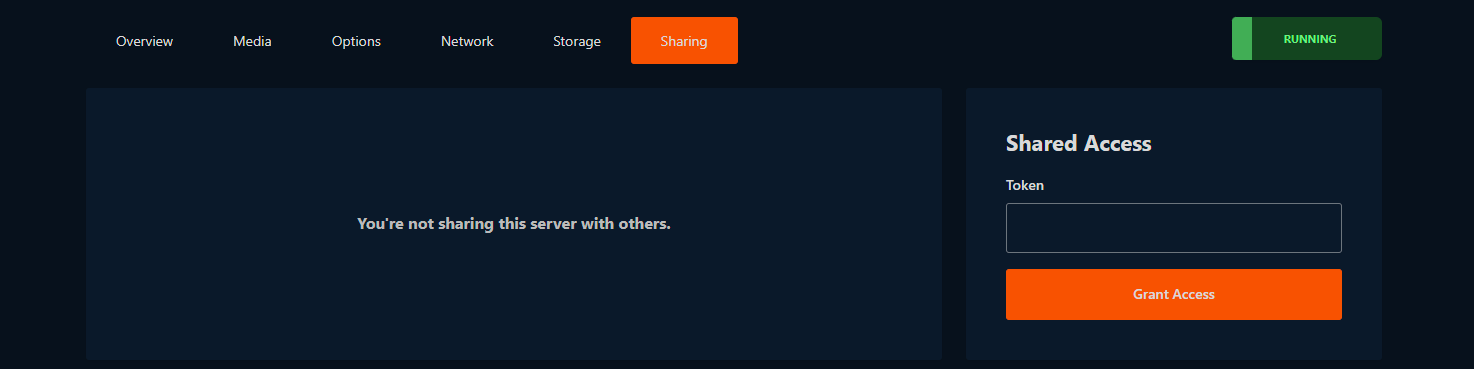 Overview Media Options Network Storage Sharing RUNNING
You're not sharing this server with others.
Shared Access
Token
Grant Access